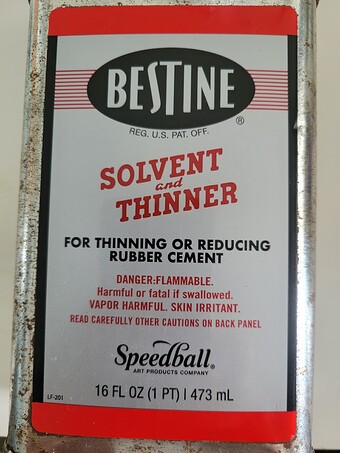 BESTINE
®
REG. U.S. PAT. OFF.
SOLVENT
and
THINNER
FOR THINNING OR REDUCING
RUBBER CEMENT
DANGER:FLAMMABLE.
Harmful or fatal if swallowed.
VAPOR HARMFUL. SKIN IRRITANT.
READ CAREFULLY OTHER CAUTIONS ON BACK PANEL
Speedball®
ART PRODUCTS COMPANY
LF-201
16 FL OZ (1 PT) | 473 mL